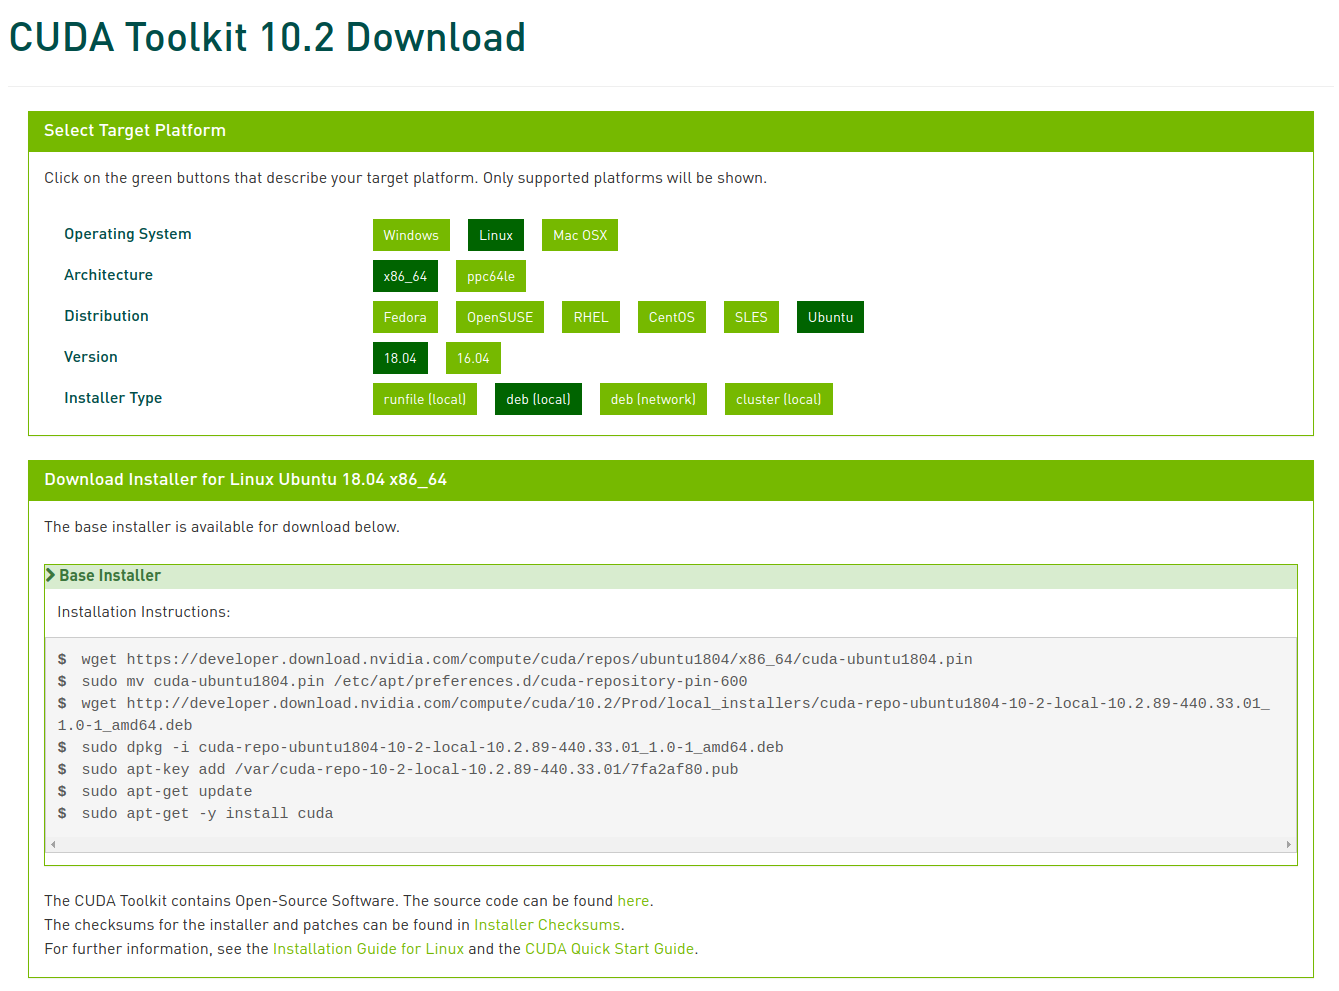 CUDA Toolkit 10.2 Download
Select Target Platform
Click on the green buttons that describe your target platform. Only supported platforms will be shown.
Operating System Windows Linux Mac OSX
Architecture x86_64 ppc64le
Distribution Fedora OpenSUSE RHEL CentOS SLES Ubuntu
Version 18.04 16.04
Installer Type runfile (local) deb (local) deb (network) cluster (local)
Download Installer for Linux Ubuntu 18.04 x86_64
The base installer is available for download below.
Base Installer
Installation Instructions:
$ wget https://developer.download.nvidia.com/compute/cuda/repos/ubuntu1804/x86_64/cuda-ubuntu1804.pin
$ sudo mv cuda-ubuntu1804.pin /etc/apt/preferences.d/cuda-repository-pin-600
$ wget http://developer.download.nvidia.com/compute/cuda/10.2/Prod/local_installers/cuda-repo-ubuntu1804-10-2-local-10.2.89-440.33.01_
1.0-1_amd64.deb
$ sudo dpkg -i cuda-repo-ubuntu1804-10-2-local-10.2.89-440.33.01_1.0-1_amd64.deb
$ sudo apt-key add /var/cuda-repo-10-2-local-10.2.89-440.33.01/7fa2af80.pub
$ sudo apt-get update
$ sudo apt-get -y install cuda
The CUDA Toolkit contains Open-Source Software. The source code can be found here.
The checksums for the installer and patches can be found in Installer Checksums.
For further information, see the Installation Guide for Linux and the CUDA Quick Start Guide.